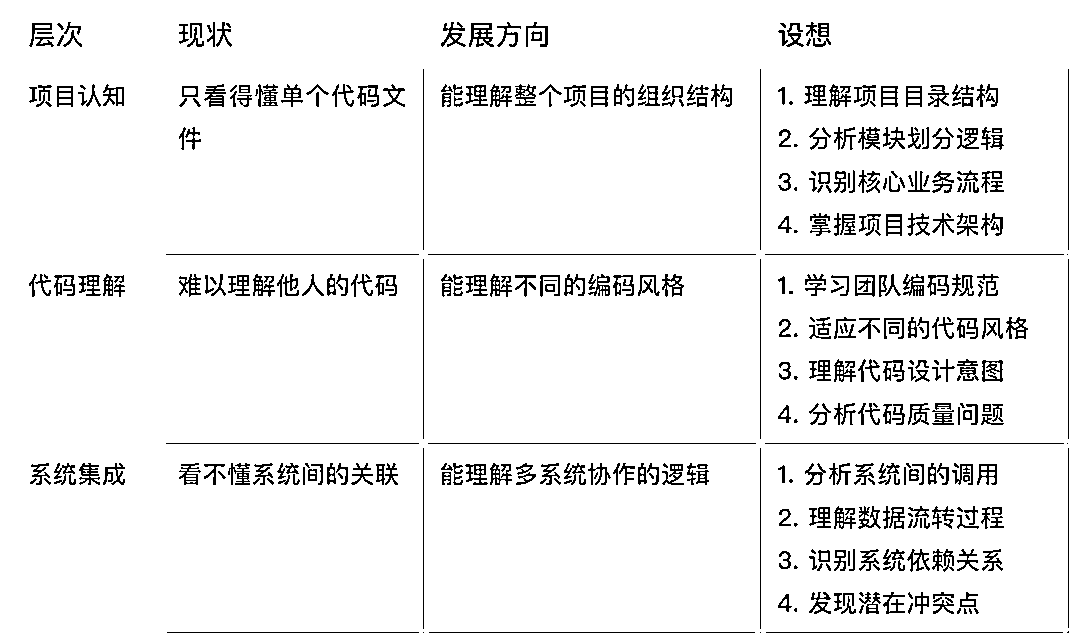 层次 现状 发展方向 设想
项目认知 只看得懂单个代码文 能理解整个项目的组织结构 1. 理解项目目录结构
件 2. 分析模块划分逻辑
3. 识别核心业务流程
4. 掌握项目技术架构
代码理解 难以理解他人的代码 能理解不同的编码风格 1. 学习团队编码规范
2. 适应不同的代码风格
3. 理解代码设计意图
4. 分析代码质量问题
系统集成 看不懂系统间的关联 能理解多系统协作的逻辑 1. 分析系统间的调用
2. 理解数据流转过程
3. 识别系统依赖关系
4. 发现潜在冲突点